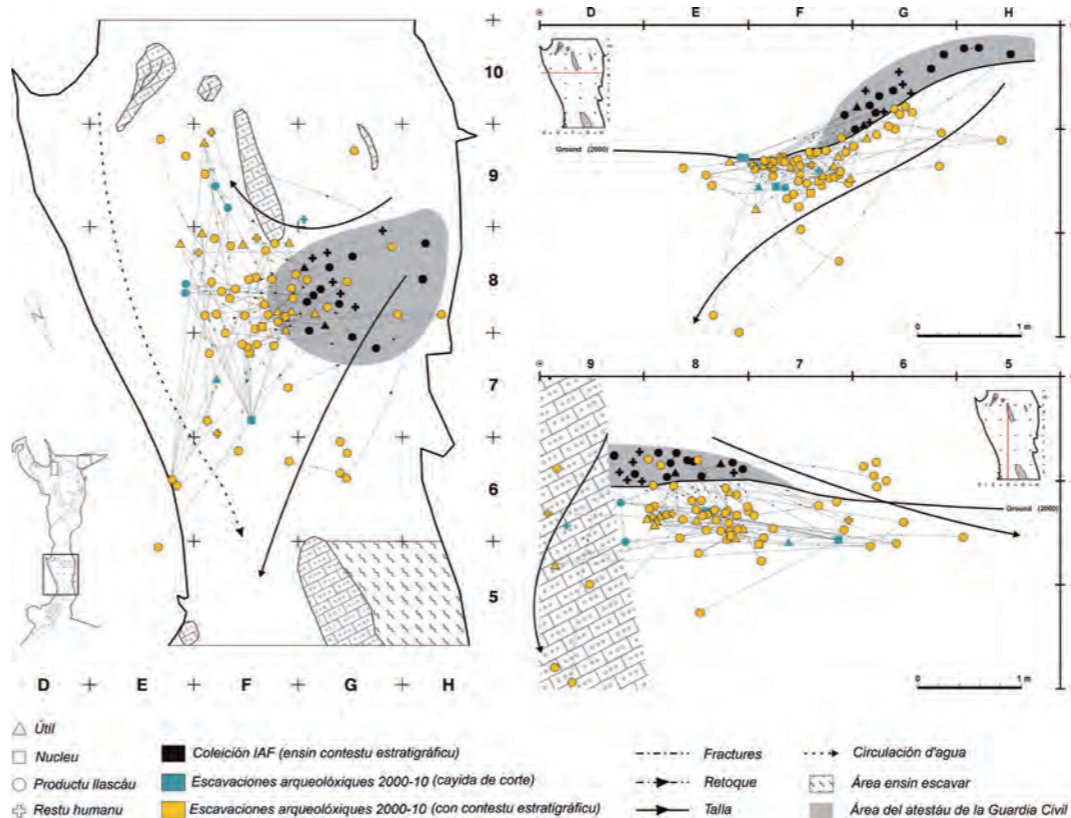 10
9
8
7
6
5
D E F G H
D E F G H
Ground (2000)
0 1 m
9 8 7 6 5
Ground (2000)
0 1 m
Útil
Nucleu
Productu llascáu
Restu humanu
Coleición IAF (ensin contestu estratigráficu)
Escavaciones arqueolóxiques 2000-10 (cayida de corte)
Escavaciones arqueolóxiques 2000-10 (con contestu estratigráficu)
Fractures
Retoque
Talla
Circulación d'agua
Área ensin escavar
Área del atestáu de la Guardia Civil